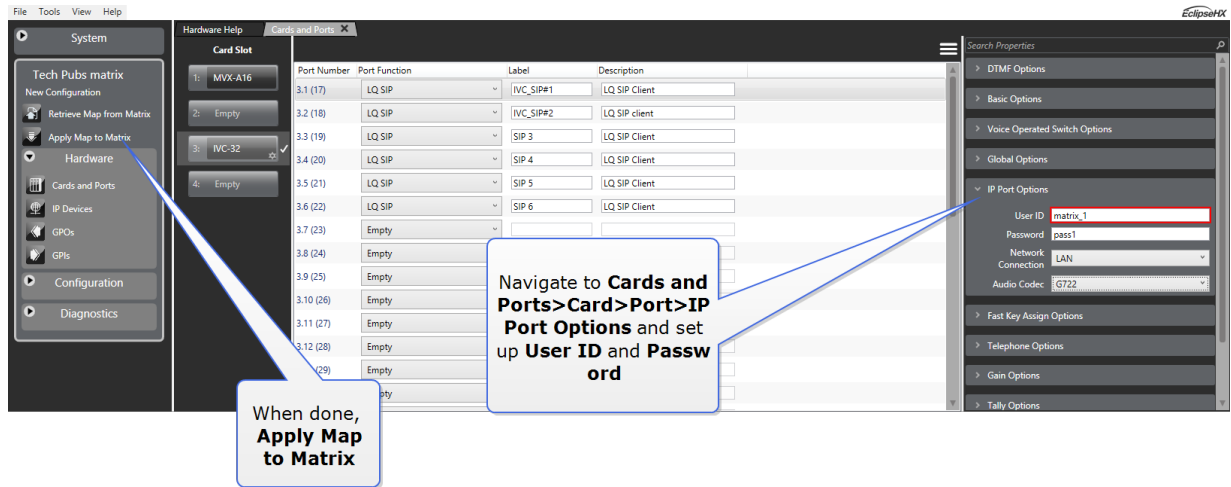 File Tools View Help
EclipseHX
System
Tech Pubs matrix
New Configuration
Retrieve Map from Matrix
Apply Map to Matrix
Hardware
Cards and Ports
IP Devices
GPOs
GPIs
Configuration
Diagnostics
Hardware Help
Cards and Ports X
Card Slot
1: MVX-A16
2: Empty
3: IVC-32
4: Empty
Port Number Port Function Label Description
3.1 (17) LQ SIP IVC_SIP#1 LQ SIP Client
3.2 (18) LQ SIP IVC_SIP#2 LQ SIP client
3.3 (19) LQ SIP SIP 3 LQ SIP Client
3.4 (20) LQ SIP SIP 4 LQ SIP Client
3.5 (21) LQ SIP SIP 5 LQ SIP Client
3.6 (22) LQ SIP SIP 6 LQ SIP Client
3.7 (23) Empty
3.8 (24) Empty
3.9 (25) Empty
3.10 (26) Empty
3.11 (27) Empty
3.12 (28) Empty
(29) Empty
Navigate to Cards and
Ports>Card>Port>IP
Port Options and set
up User ID and Passw
ord
When done,
Apply Map
to Matrix
Search Properties
> DTMF Options
> Basic Options
> Voice Operated Switch Options
> Global Options
IP Port Options
User ID matrix_1
Password pass1
Network
Connection LAN
Audio Codec G722
> Fast Key Assign Options
> Telephone Options
> Gain Options
> Tally Options